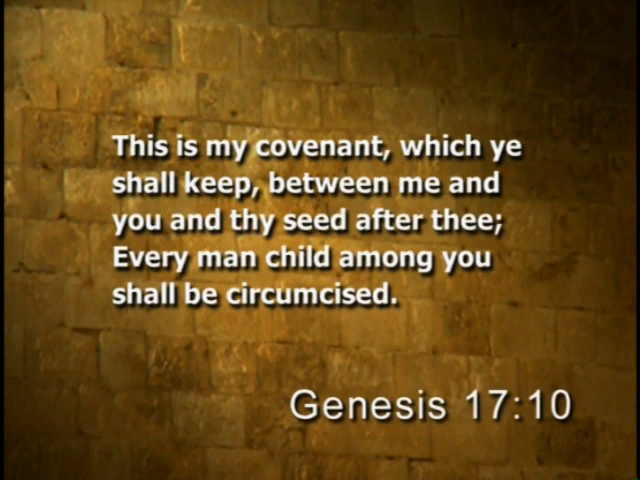 This is my covenant, which ye
shall keep, between me and
you and thy seed after thee;
Every man child among you
shall be circumcised.
Genesis 17:10